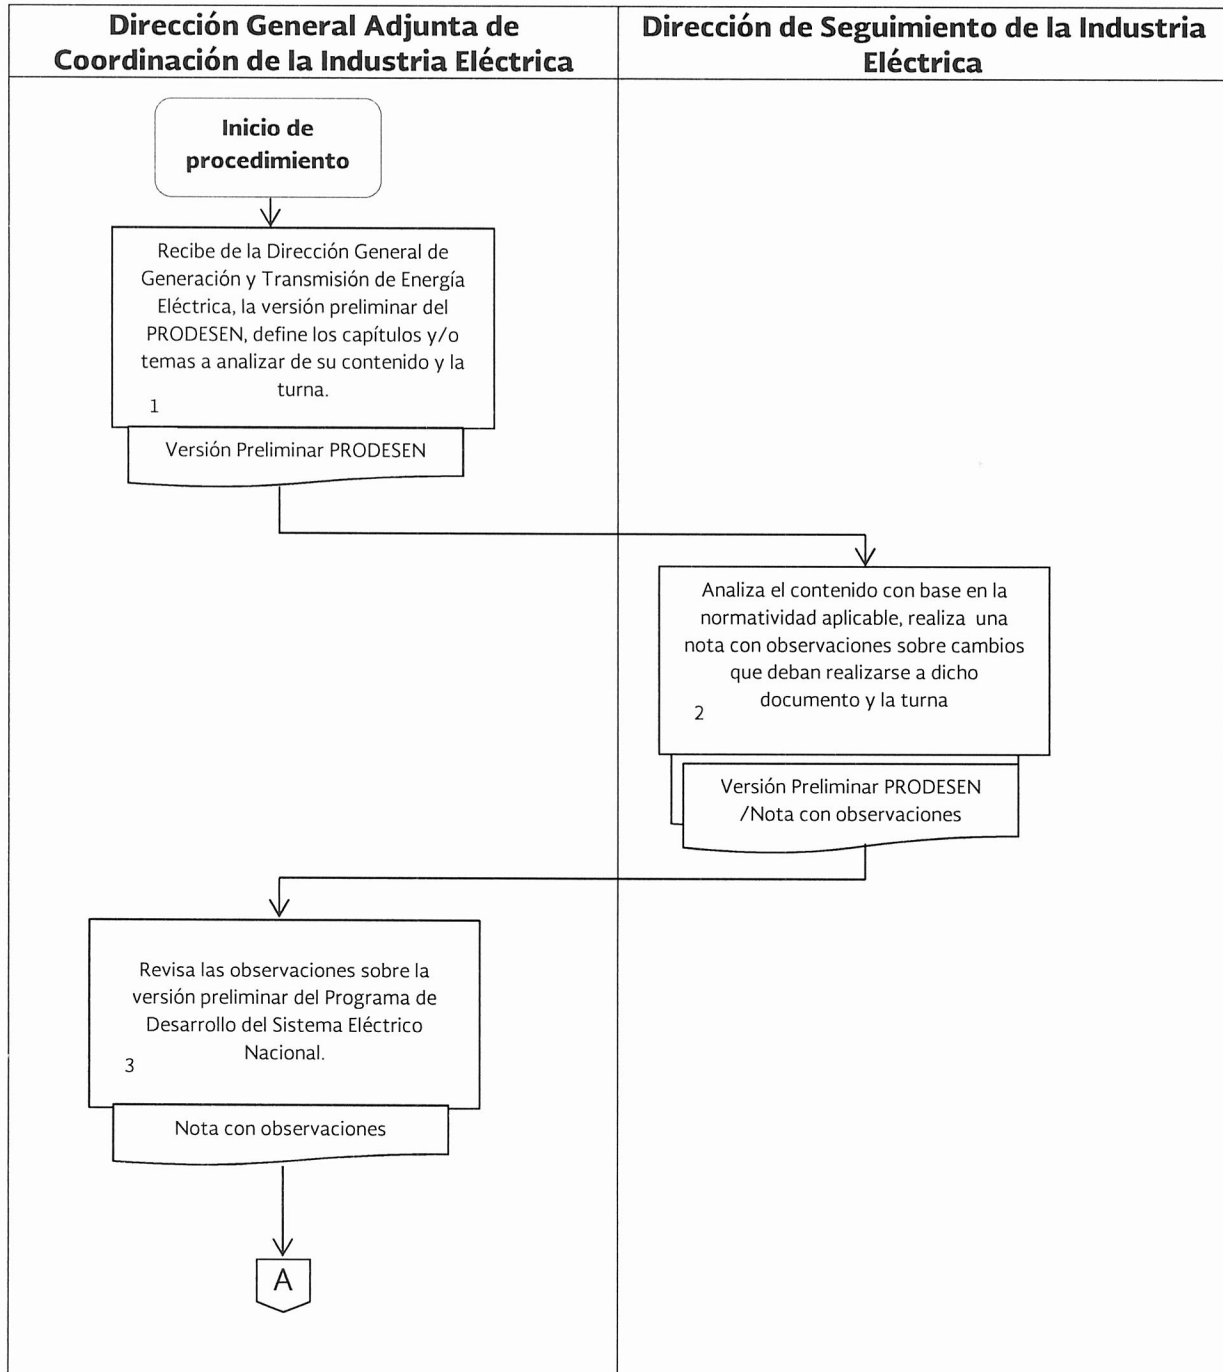 Dirección General Adjunta de
Coordinación de la Industria Eléctrica
Dirección de Seguimiento de la Industria
Eléctrica
Inicio de
procedimiento
Recibe de la Dirección General de
Generación y Transmisión de Energía
Eléctrica, la versión preliminar del
PRODESEN, define los capítulos y/o
temas a analizar de su contenido y la
turna.
1
Versión Preliminar PRODESEN
Analiza el contenido con base en la
normatividad aplicable, realiza una
nota con observaciones sobre cambios
que deban realizarse a dicho
documento y la turna
2
Versión Preliminar PRODESEN
/Nota con observaciones
Revisa las observaciones sobre la
versión preliminar del Programa de
Desarrollo del Sistema Eléctrico
Nacional.
3
Nota con observaciones
A